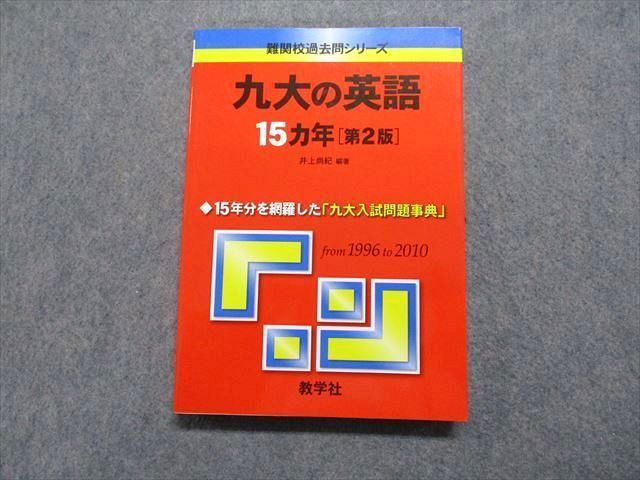 難関校過去問シリーズ
九大の英語
15カ年[第2版]
井上尚紀 編著
◆15年分を網羅した「九大入試問題事典」
from 1996 to 2010
教学社